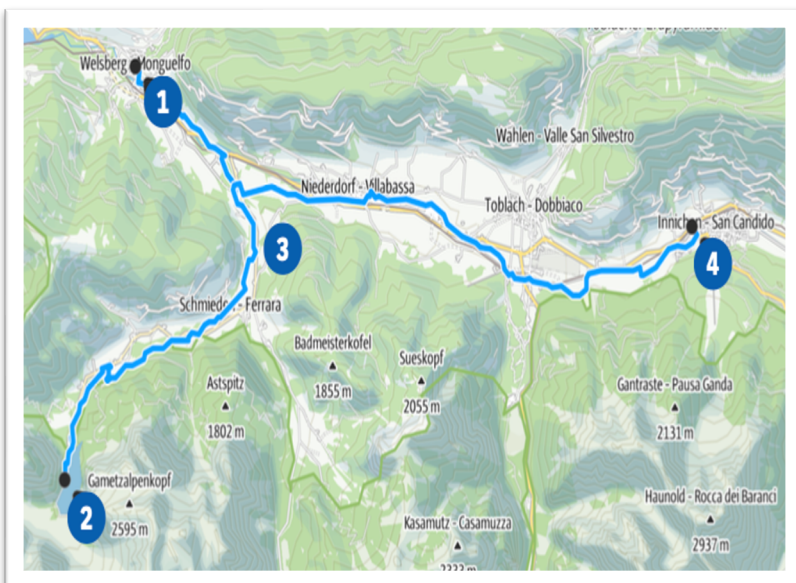 Welsberg - Monguelfo
1
Wahlen - Valle San Silvestro
Niederdorf - Villabassa
Toblach - Dobbiaco
Innichen - San Candido
3
4
Schmieden - Ferrara
Badmeisterkofel
1855 m
Sueskopf
2055 m
Astspitz
1802 m
Gantraste - Pausa Ganda
2131 m
Gametzalpenkopf
2595 m
2
Haunold - Rocca dei Baranci
2937 m
Kasamutz - Casamuzza
2333 m